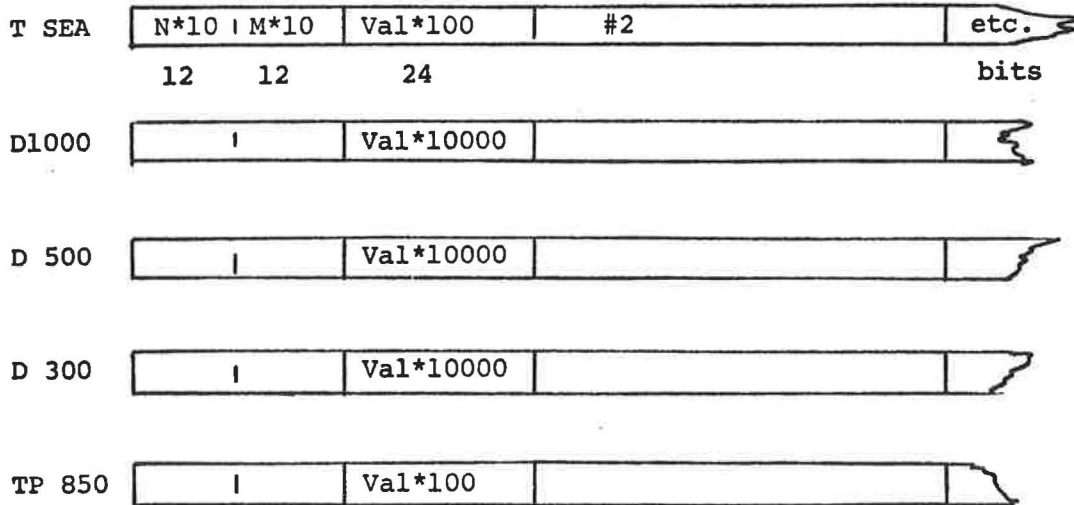 T SEA N*10 M*10 Val*100 #2 etc.
12 12 24 bits
D1000 Val*10000
D 500 Val*10000
D 300 Val*10000
TP 850 Val*100